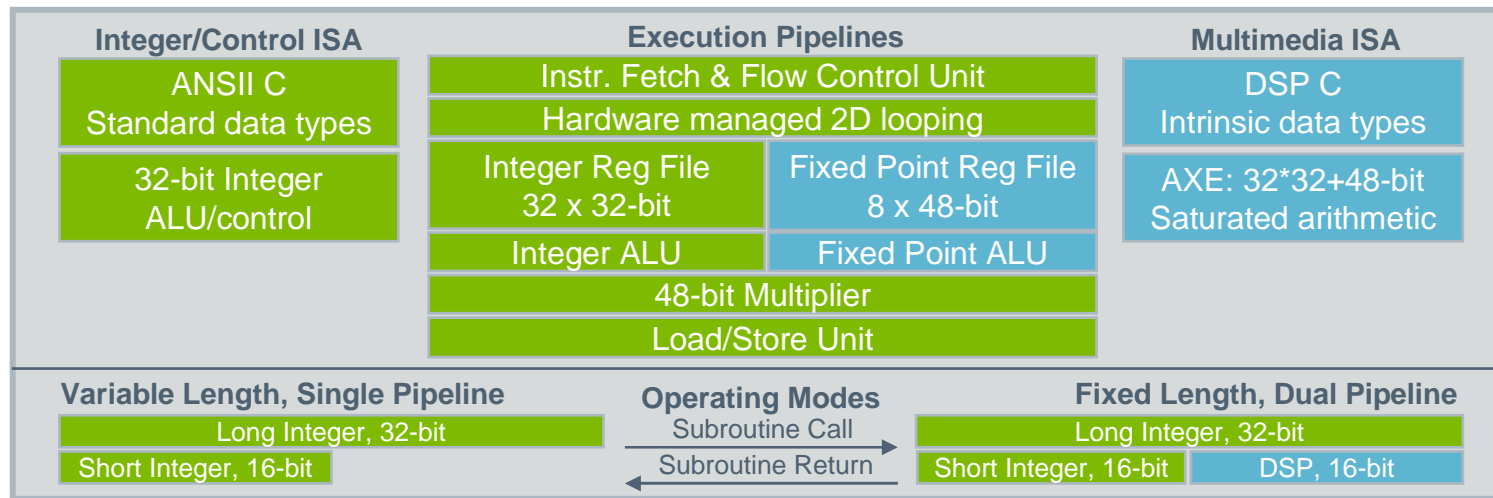 Integer/Control ISA
ANSII C
Standard data types
32-bit Integer
ALU/control
Execution Pipelines
Instr. Fetch & Flow Control Unit
Hardware managed 2D looping
Integer Reg File
32 x 32-bit
Fixed Point Reg File
8 x 48-bit
Integer ALU
Fixed Point ALU
48-bit Multiplier
Load/Store Unit
Multimedia ISA
DSP C
Intrinsic data types
AXE: 32*32+48-bit
Saturated arithmetic
Variable Length, Single Pipeline
Long Integer, 32-bit
Short Integer, 16-bit
Operating Modes
Subroutine Call
Subroutine Return
Fixed Length, Dual Pipeline
Long Integer, 32-bit
Short Integer, 16-bit
DSP, 16-bit